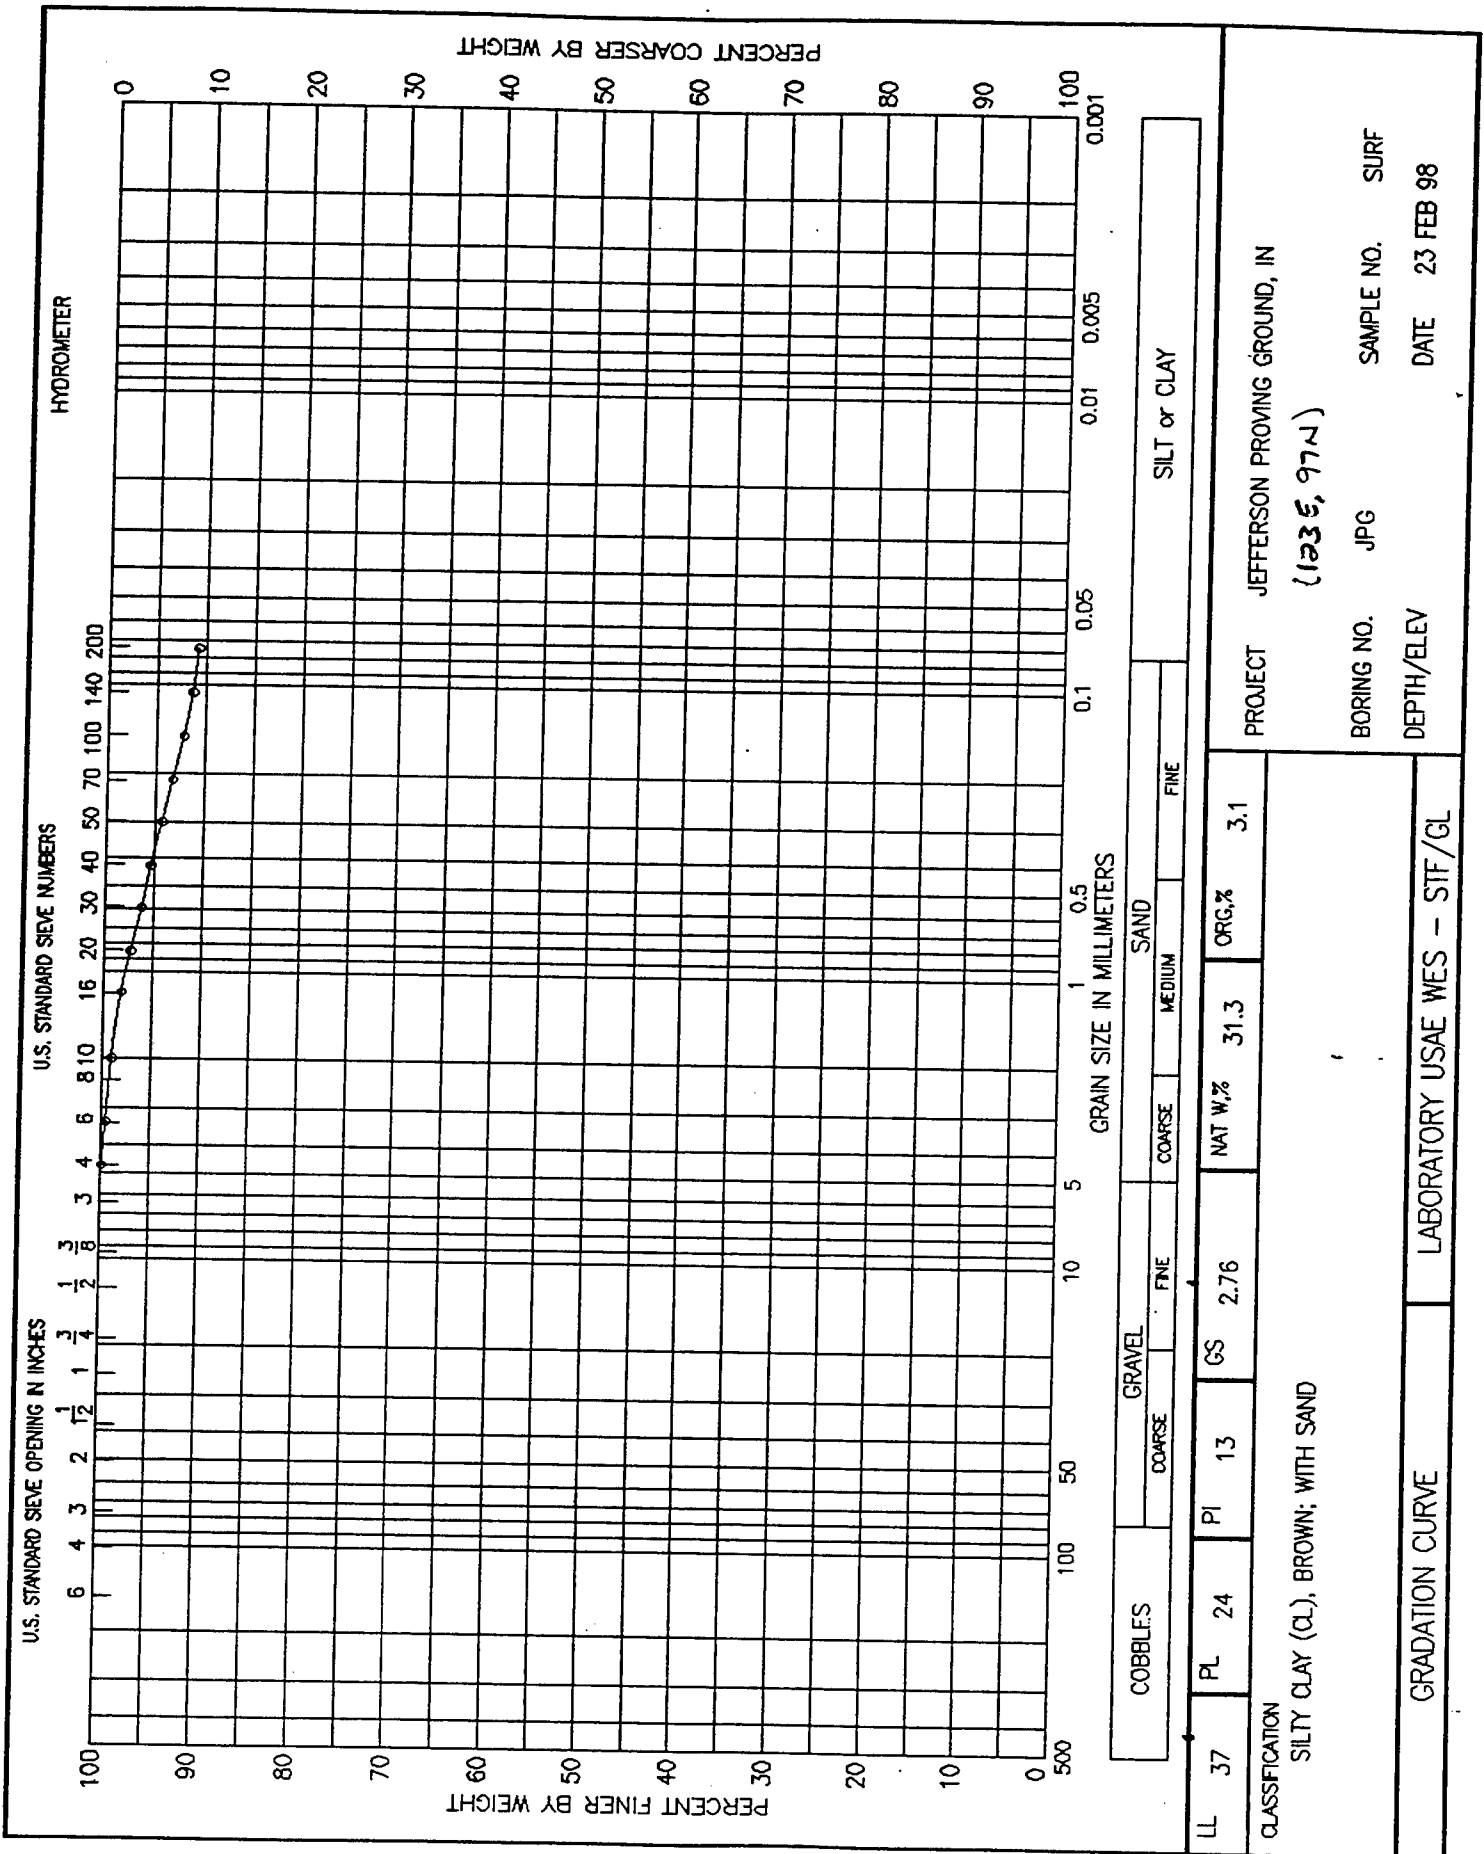 U.S. STANDARD SIEVE OPENING IN INCHES U.S. STANDARD SIEVE NUMBERS HYDROMETER
6 4 3 2 1 1/2 1 3/4 1/2 3/8 3 4 6 8 10 16 20 30 40 50 70 100 140 200
PERCENT FINER BY WEIGHT
100
90
80
70
60
50
40
30
20
10
0
PERCENT COARSER BY WEIGHT
0
10
20
30
40
50
60
70
80
90
100
500 100 50 10 5 1 0.5 0.1 0.05 0.01 0.005 0.001
GRAIN SIZE IN MILLIMETERS
COBBLES GRAVEL SAND SILT or CLAY
COARSE FINE COARSE MEDIUM FINE
LL 37 PL 24 PI 13 GS 2.76 NAT W,% 31.3 ORG,% 3.1
CLASSIFICATION
SILTY CLAY (CL), BROWN; WITH SAND
PROJECT JEFFERSON PROVING GROUND, IN
(123 E, 97N)
BORING NO. JPG SAMPLE NO. SURF
DEPTH/ELEV DATE 23 FEB 98
GRADATION CURVE LABORATORY USAE WES - STF/GL